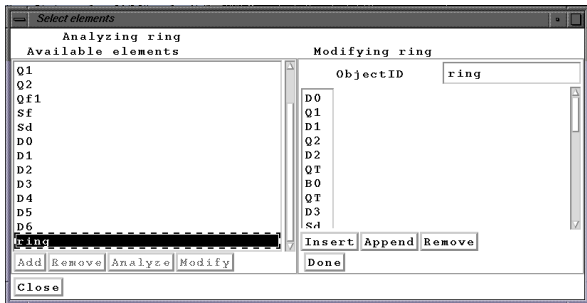 Select elements
Analyzing ring
Available elements
Modifying ring
Q1
Q2
Qf1
Sf
Sd
D0
D1
D2
D3
D4
D5
D6
ring
Add Remove Analyze Modify
Close
ObjectID ring
D0
Q1
D1
Q2
D2
QT
B0
QT
D3
Sd
Insert Append Remove
Done